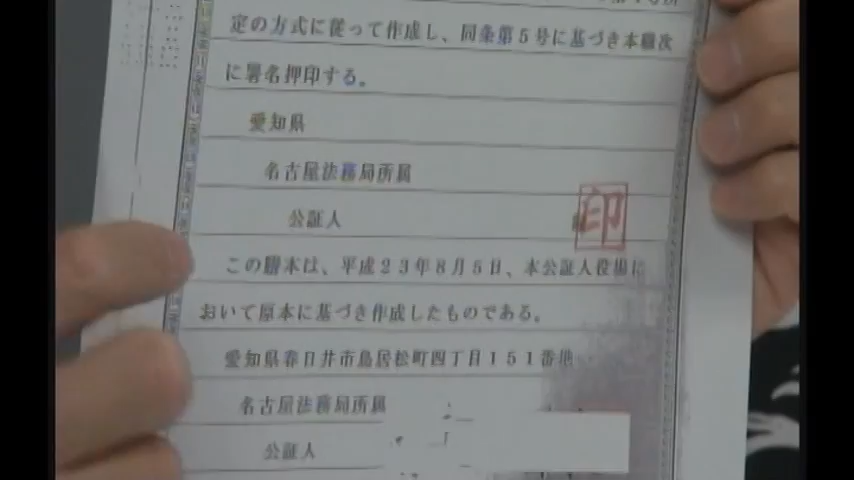 定の方式に従って作成し、同条第5号に基づき本職次
に署名押印する。
愛知県
名古屋法務局所属
公証人
印
この謄本は、平成23年8月5日、本公証人役場に
おいて原本に基づき作成したものである。
愛知県春日井市鳥居松町四丁目151番地
名古屋法務局所属
公証人